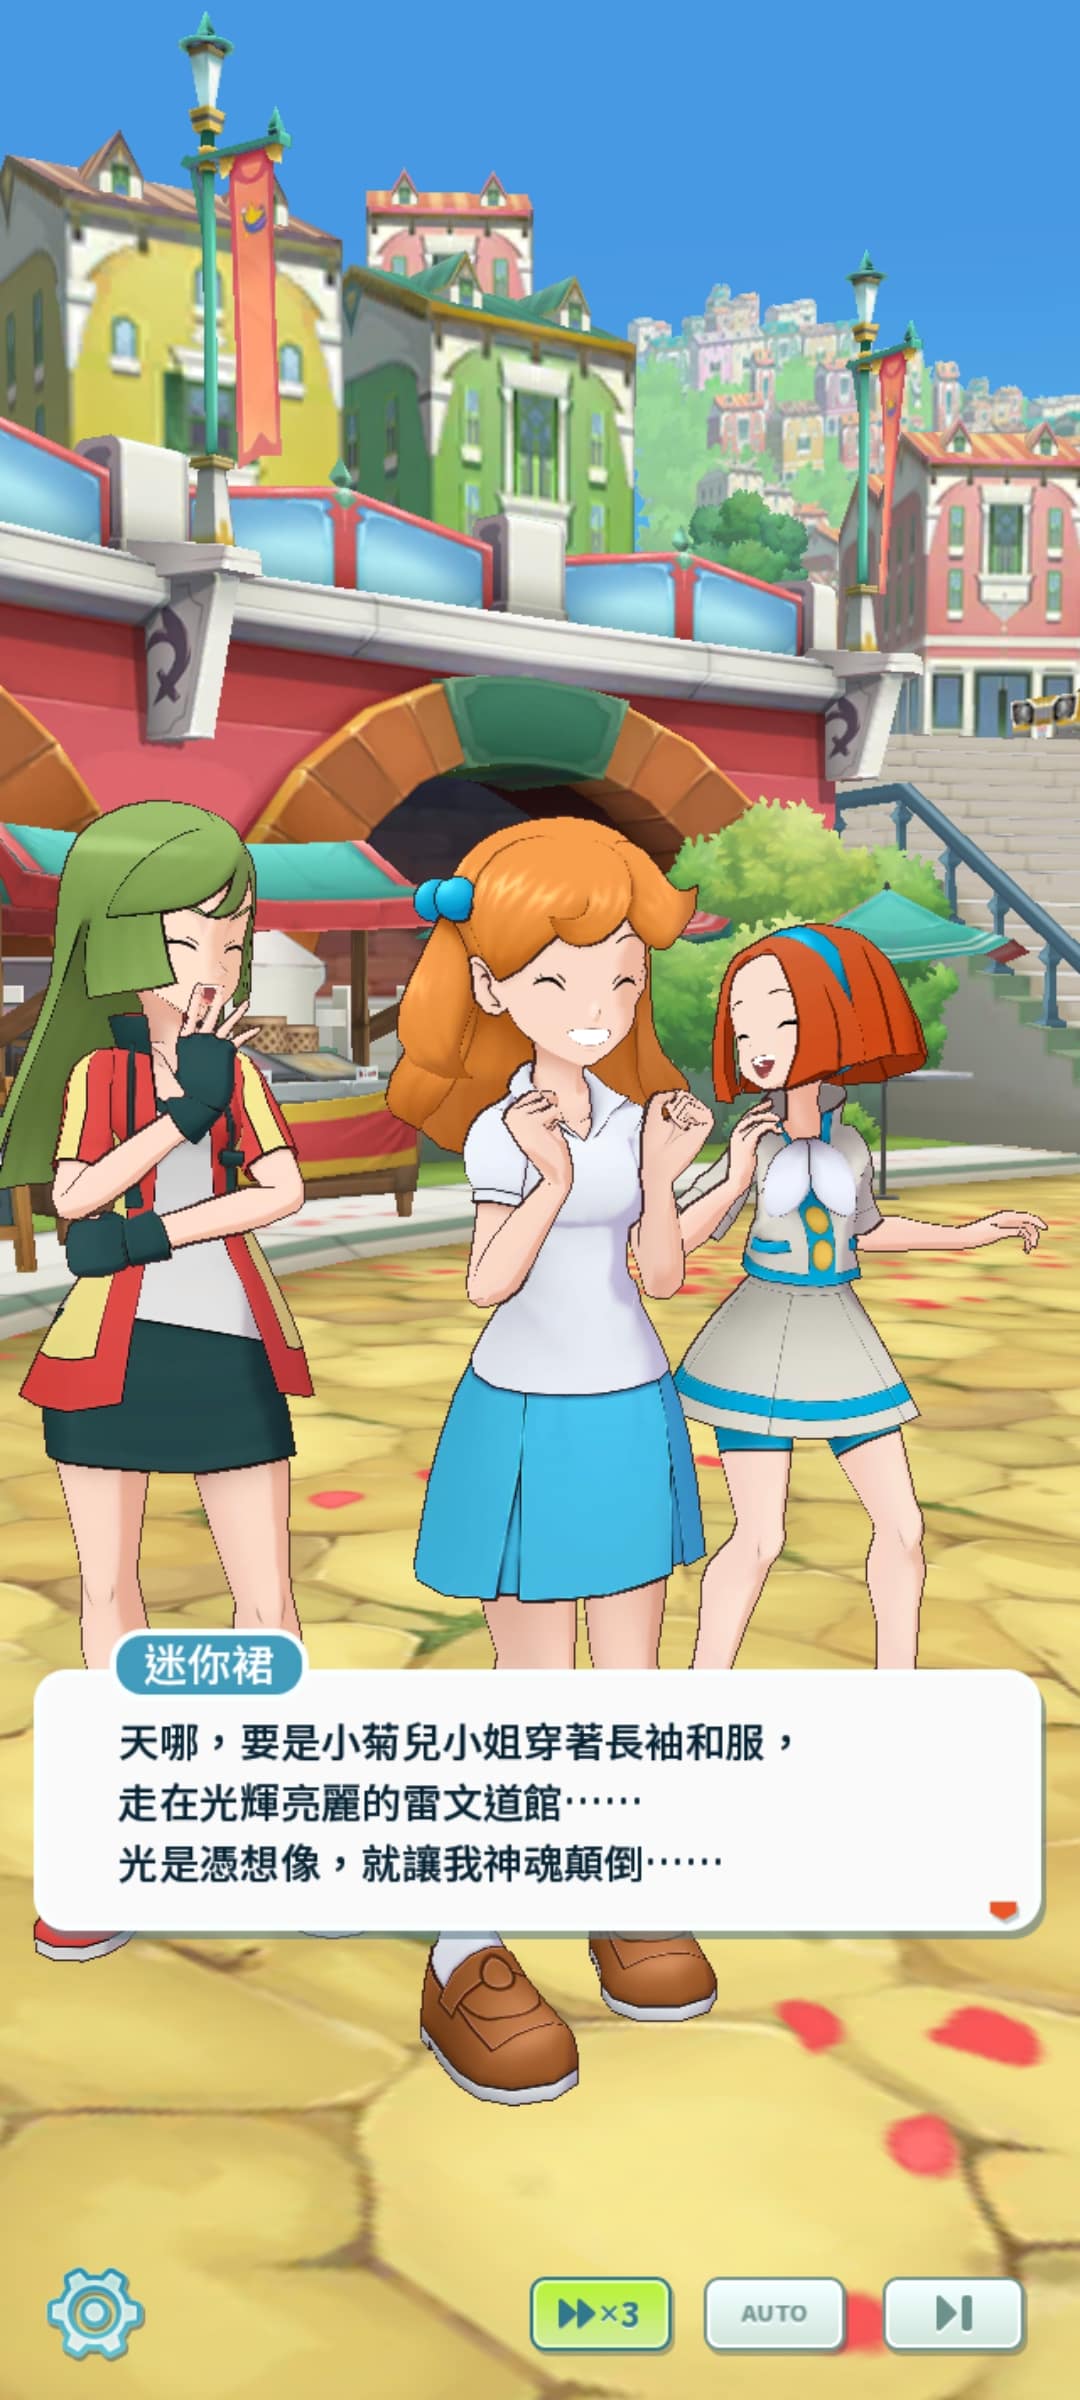 迷你裙
天哪，要是小菊兒小姐穿著長袖和服，
走在光輝亮麗的雷文道館⋯⋯
光是憑想像，就讓我神魂顛倒⋯⋯
×3
AUTO